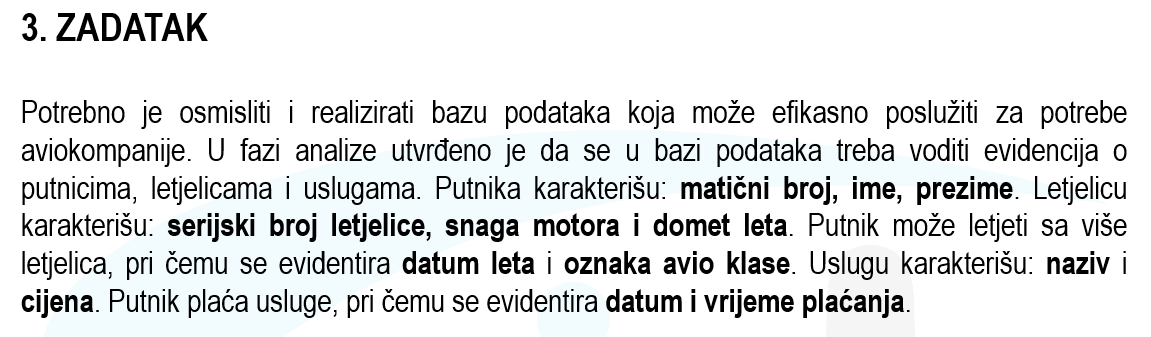 3. ZADATAK
Potrebno je osmisliti i realizirati bazu podataka koja može efikasno poslužiti za potrebe
aviokompanije. U fazi analize utvrđeno je da se u bazi podataka treba voditi evidencija o
putnicima, letjelicama i uslugama. Putnika karakterišu: matični broj, ime, prezime. Letjelicu
karakterišu: serijski broj letjelice, snaga motora i domet leta. Putnik može letjeti sa više
letjelica, pri čemu se evidentira datum leta i oznaka avio klase. Uslugu karakterišu: naziv i
cijena. Putnik plaća usluge, pri čemu se evidentira datum i vrijeme plaćanja.